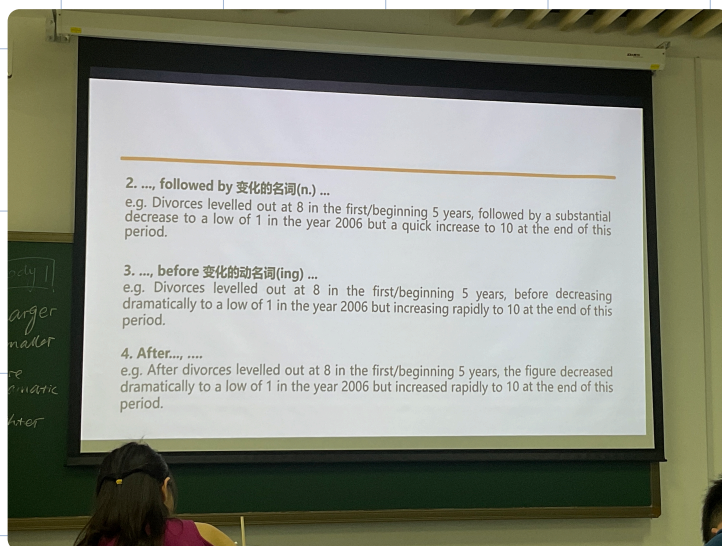 2. ..., followed by 变化的名词(n.) ...
e.g. Divorces levelled out at 8 in the first/beginning 5 years, followed by a substantial
decrease to a low of 1 in the year 2006 but a quick increase to 10 at the end of this
period.
3. ..., before 变化的动名词(ing) ...
e.g. Divorces levelled out at 8 in the first/beginning 5 years, before decreasing
dramatically to a low of 1 in the year 2006 but increasing rapidly to 10 at the end of this
period.
4. After..., ....
e.g. After divorces levelled out at 8 in the first/beginning 5 years, the figure decreased
dramatically to a low of 1 in the year 2006 but increased rapidly to 10 at the end of this
period.
ody 1
arger
maller